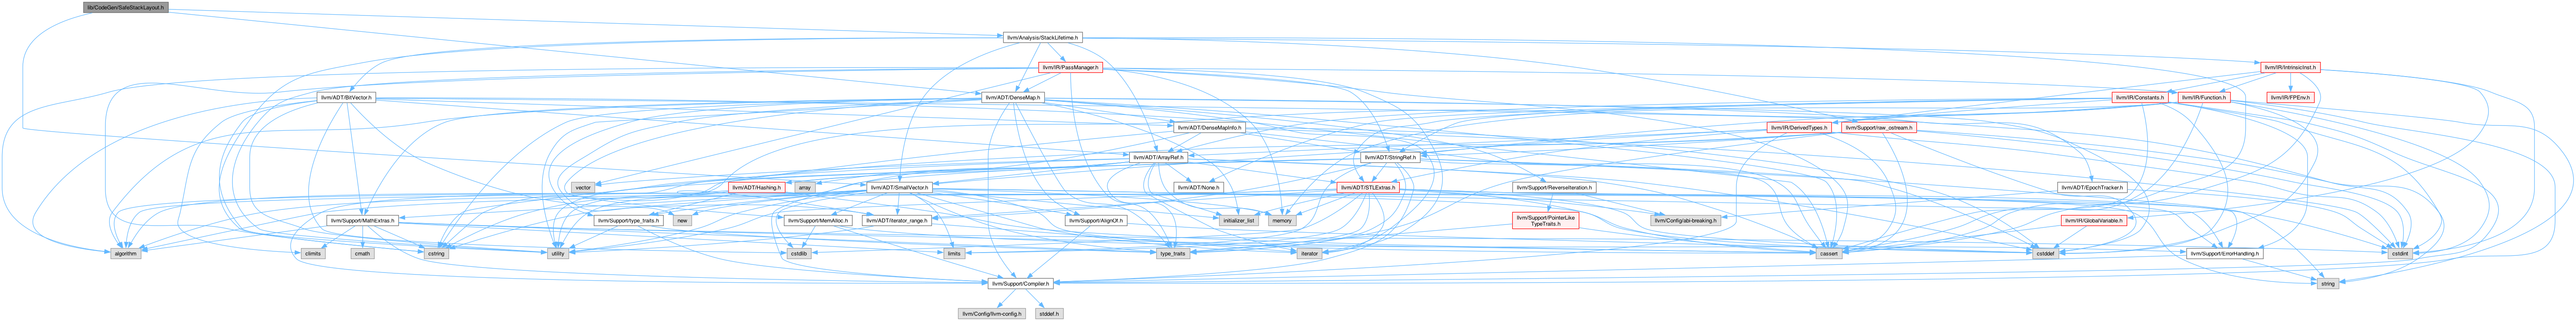 lib/CodeGen/SafeStackLayout.h
llvm/Analysis/StackLifetime.h
llvm/IR/PassManager.h
llvm/IR/IntrinsicInst.h
llvm/ADT/BitVector.h
llvm/ADT/DenseMap.h
llvm/IR/Constants.h
llvm/IR/Function.h
llvm/IR/FPEnv.h
llvm/ADT/DenseMapInfo.h
llvm/IR/DerivedTypes.h
llvm/Support/raw_ostream.h
llvm/ADT/ArrayRef.h
llvm/ADT/StringRef.h
vector
llvm/ADT/Hashing.h
array
llvm/ADT/SmallVector.h
llvm/ADT/None.h
llvm/ADT/STLExtras.h
llvm/Support/ReverseIteration.h
llvm/ADT/EpochTracker.h
llvm/Support/MathExtras.h
llvm/Support/type_traits.h
new
llvm/Support/MemAlloc.h
llvm/ADT/iterator_range.h
llvm/Support/AlignOf.h
initializer_list
memory
llvm/Support/PointerLike
TypeTraits.h
llvm/Config/abi-breaking.h
llvm/IR/GlobalVariable.h
algorithm
climits
cmath
cstring
utility
cstdlib
limits
type_traits
iterator
cassert
cstddef
llvm/Support/ErrorHandling.h
cstdint
llvm/Support/Compiler.h
string
llvm/Config/llvm-config.h
stddef.h